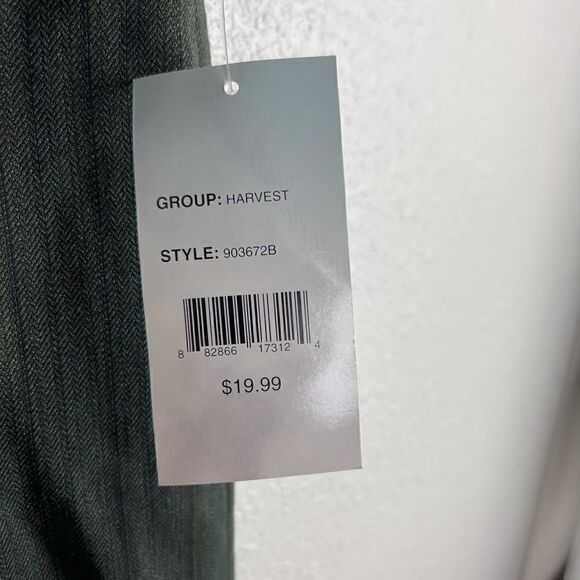 GROUP: HARVEST
STYLE: 903672B
8 82866 17312 4
$19.99